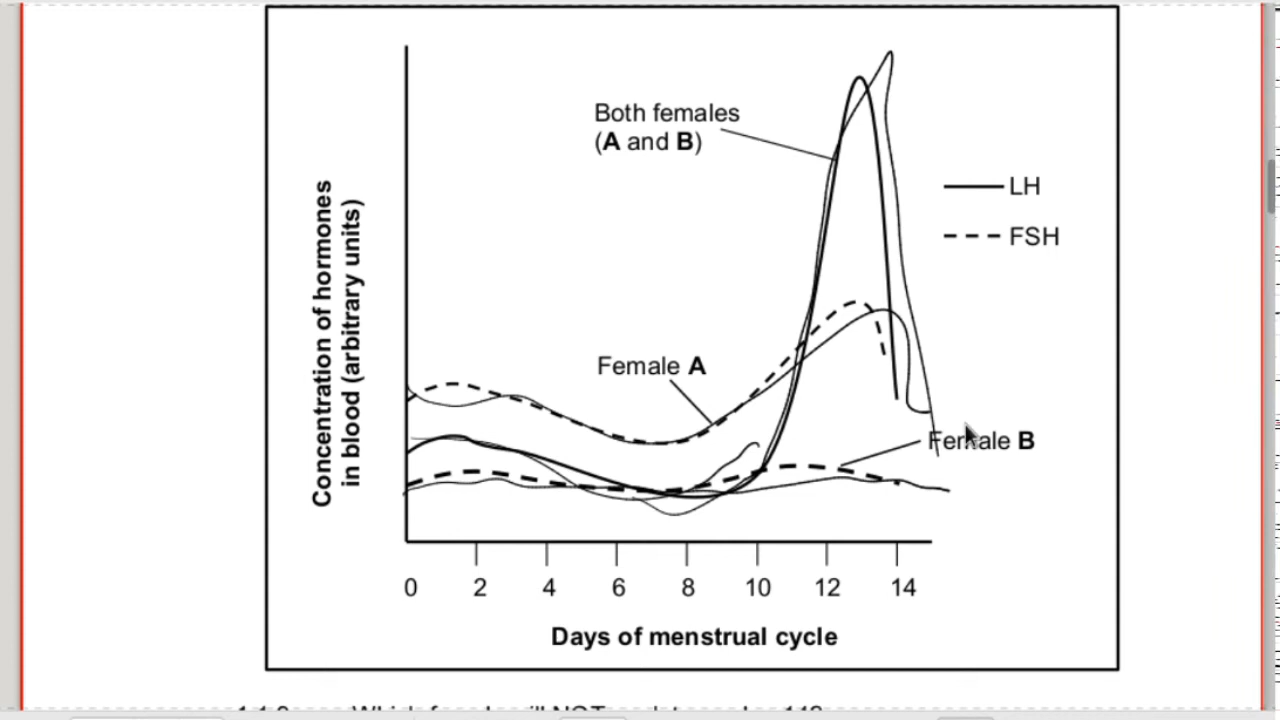 Both females
(A and B)
LH
FSH
Concentration of hormones
in blood (arbitrary units)
Female A
Female B
0 2 4 6 8 10 12 14
Days of menstrual cycle